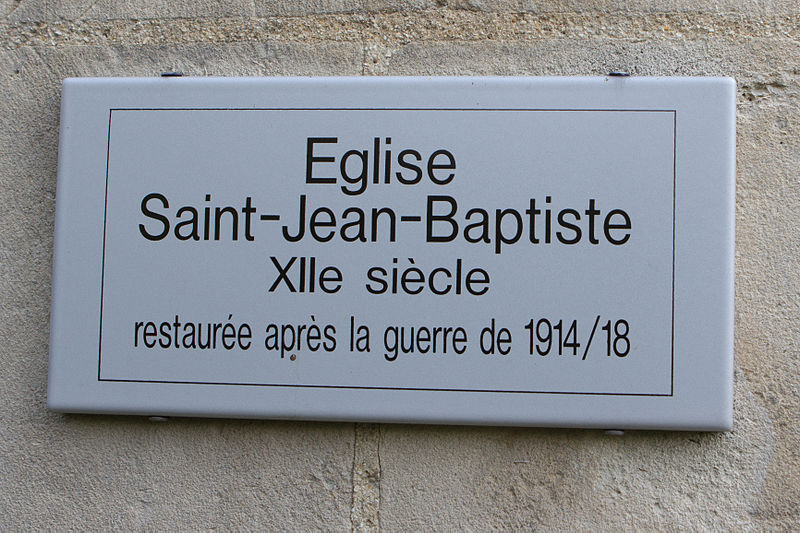 Eglise
Saint-Jean-Baptiste
XIIe siècle
restaurée après la guerre de 1914/18